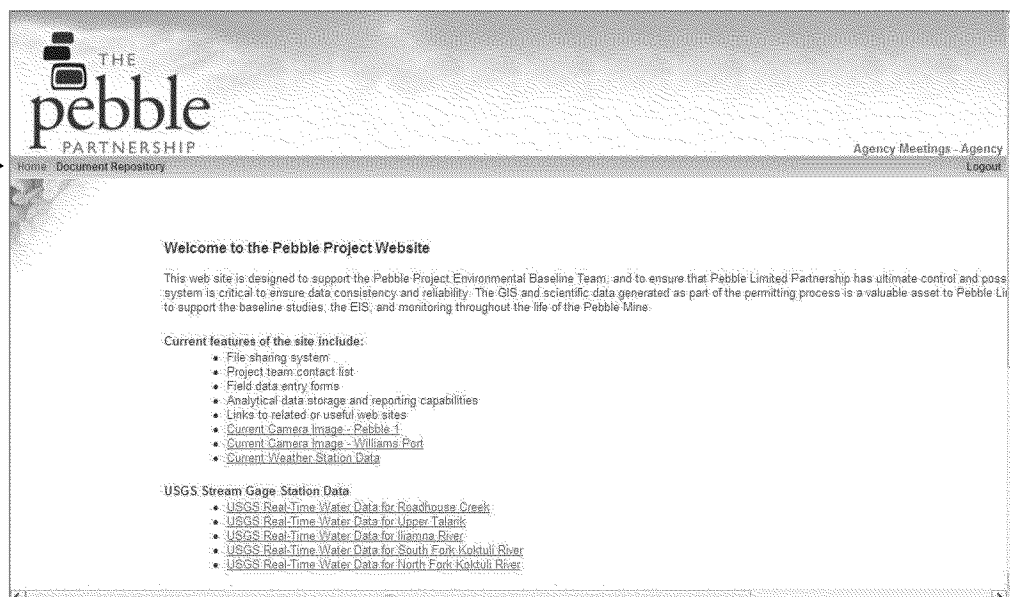 THE
pebble
PARTNERSHIP
Agency Meetings - Agency
Home Document Repository Logout
Welcome to the Pebble Project Website
This web site is designed to support the Pebble Project Environmental Baseline Team, and to ensure that Pebble Limited Partnership has ultimate control and poss
system is critical to ensure data consistency and reliability. The GIS and scientific data generated as part of the permitting process is a valuable asset to Pebble Li
to support the baseline studies, the EIS, and monitoring throughout the life of the Pebble Mine
Current features of the site include:
• File sharing system
• Project team contact list
• Field data entry forms
• Analytical data storage and reporting capabilities
• Links to related or useful web sites
• Current Camera Image - Pebble 1
• Current Camera Image - Williams Port
• Current Weather Station Data
USGS Stream Gage Station Data
• USGS Real-Time Water Data for Roadhouse Creek
• USGS Real-Time Water Data for Upper Talarik
• USGS Real-Time Water Data for Iliamna River
• USGS Real-Time Water Data for South Fork Koktuli River
• USGS Real-Time Water Data for North Fork Koktuli River